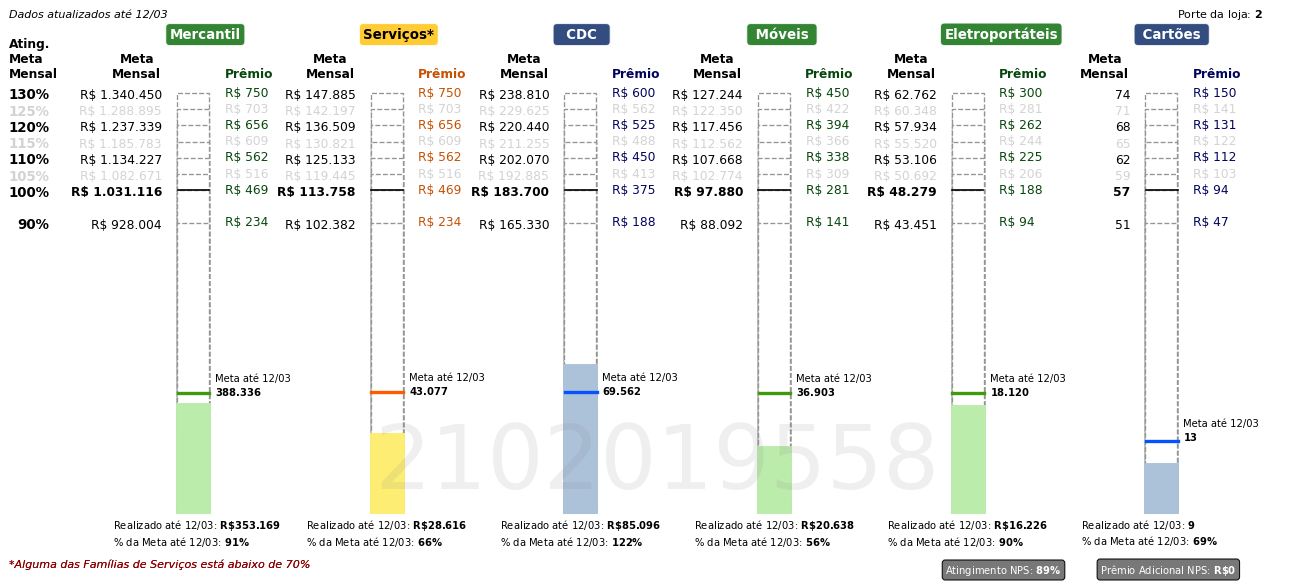 Dados atualizados até 12/03 Porte da loja: 2
Mercantil Serviços* CDC Móveis Eletroportáteis Cartões
Ating.
Meta Meta Meta Meta Meta Meta Meta
Mensal Mensal Prêmio Mensal Prêmio Mensal Prêmio Mensal Prêmio Mensal Prêmio Mensal Prêmio
130% R$ 1.340.450 R$ 750 R$ 147.885 R$ 750 R$ 238.810 R$ 600 R$ 127.244 R$ 450 R$ 62.762 R$ 300 74 R$ 150
125% R$ 1.288.895 R$ 703 R$ 142.197 R$ 703 R$ 229.625 R$ 562 R$ 122.350 R$ 422 R$ 60.348 R$ 281 71 R$ 141
120% R$ 1.237.339 R$ 656 R$ 136.509 R$ 656 R$ 220.440 R$ 525 R$ 117.456 R$ 394 R$ 57.934 R$ 262 68 R$ 131
115% R$ 1.185.783 R$ 609 R$ 130.821 R$ 609 R$ 211.255 R$ 488 R$ 112.562 R$ 366 R$ 55.520 R$ 244 65 R$ 122
110% R$ 1.134.227 R$ 562 R$ 125.133 R$ 562 R$ 202.070 R$ 450 R$ 107.668 R$ 338 R$ 53.106 R$ 225 62 R$ 112
105% R$ 1.082.671 R$ 516 R$ 119.445 R$ 516 R$ 192.885 R$ 413 R$ 102.774 R$ 309 R$ 50.692 R$ 206 59 R$ 103
100% R$ 1.031.116 R$ 469 R$ 113.758 R$ 469 R$ 183.700 R$ 375 R$ 97.880 R$ 281 R$ 48.279 R$ 188 57 R$ 94
90% R$ 928.004 R$ 234 R$ 102.382 R$ 234 R$ 165.330 R$ 188 R$ 88.092 R$ 141 R$ 43.451 R$ 94 51 R$ 47
Meta até 12/03 Meta até 12/03 Meta até 12/03 Meta até 12/03 Meta até 12/03
388.336 43.077 69.562 36.903 18.120
Meta até 12/03
13
2102019558
Realizado até 12/03: R$353.169 Realizado até 12/03: R$28.616 Realizado até 12/03: R$85.096 Realizado até 12/03: R$20.638 Realizado até 12/03: R$16.226 Realizado até 12/03: 9
% da Meta até 12/03: 91% % da Meta até 12/03: 66% % da Meta até 12/03: 122% % da Meta até 12/03: 56% % da Meta até 12/03: 90% % da Meta até 12/03: 69%
*Alguma das Famílias de Serviços está abaixo de 70% Atingimento NPS: 89% Prêmio Adicional NPS: R$0